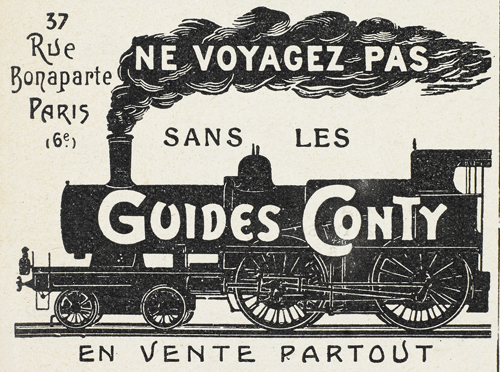 37
Rue
Bonaparte
Paris
(6e)
NE VOYAGEZ PAS
SANS LES
GUIDES CONTY
EN VENTE PARTOUT